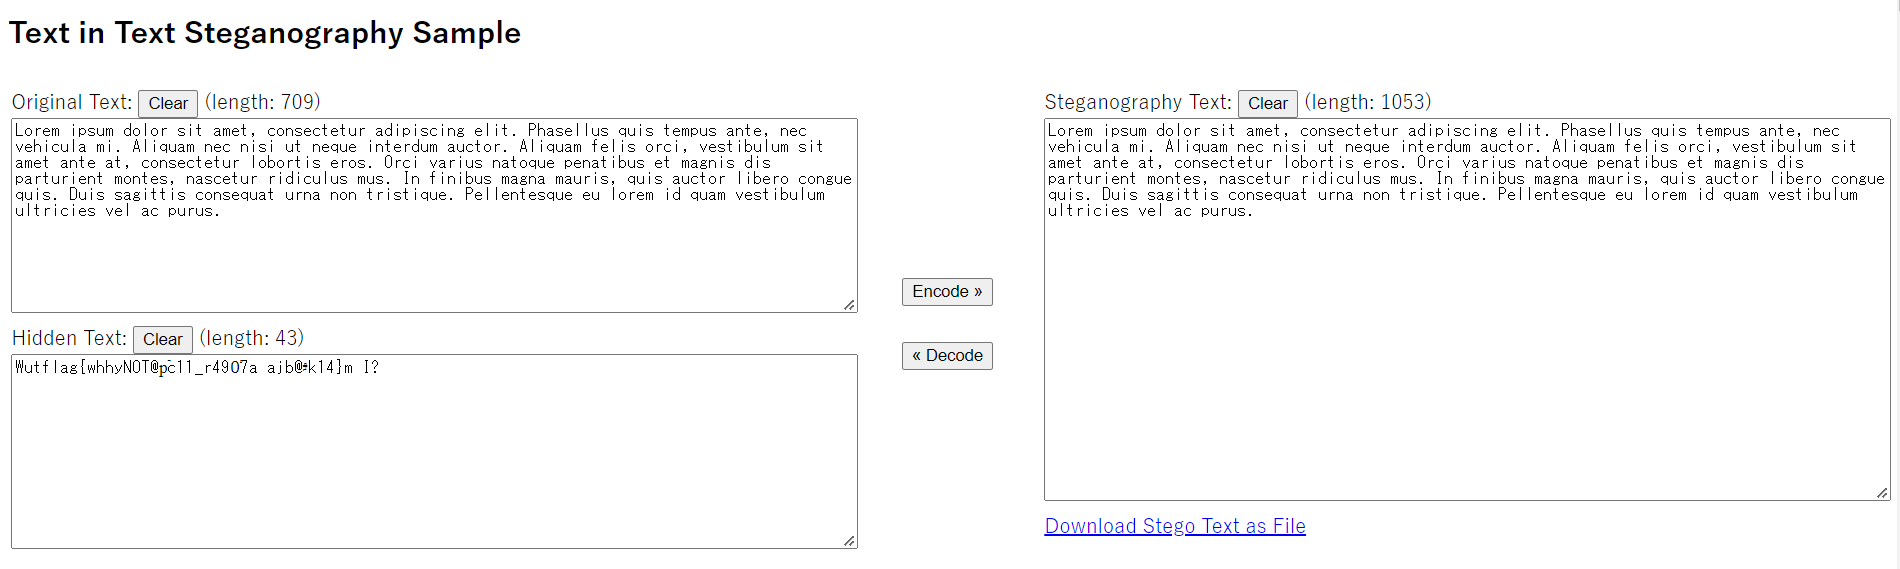 Text in Text Steganography Sample
Original Text: Clear (length: 709)
Lorem ipsum dolor sit amet, consectetur adipiscing elit. Phasellus quis tempus ante, nec
vehicula mi. Aliquam nec nisi ut neque interdum auctor. Aliquam felis orci, vestibulum sit
amet ante at, consectetur lobortis eros. Orci varius natoque penatibus et magnis dis
parturient montes, nascetur ridiculus mus. In finibus magna mauris, quis auctor libero congue
quis. Duis sagittis consequat urna non tristique. Pellentesque eu lorem id quam vestibulum
ultricies vel ac purus.
Hidden Text: Clear (length: 43)
m I?
Encode »
« Decode
Steganography Text: Clear (length: 1053)
Lorem ipsum dolor sit amet, consectetur adipiscing elit. Phasellus quis tempus ante, nec
vehicula mi. Aliquam nec nisi ut neque interdum auctor. Aliquam felis orci, vestibulum sit
amet ante at, consectetur lobortis eros. Orci varius natoque penatibus et magnis dis
parturient montes, nascetur ridiculus mus. In finibus magna mauris, quis auctor libero congue
quis. Duis sagittis consequat urna non tristique. Pellentesque eu lorem id quam vestibulum
ultricies vel ac purus.
Download Stego Text as File